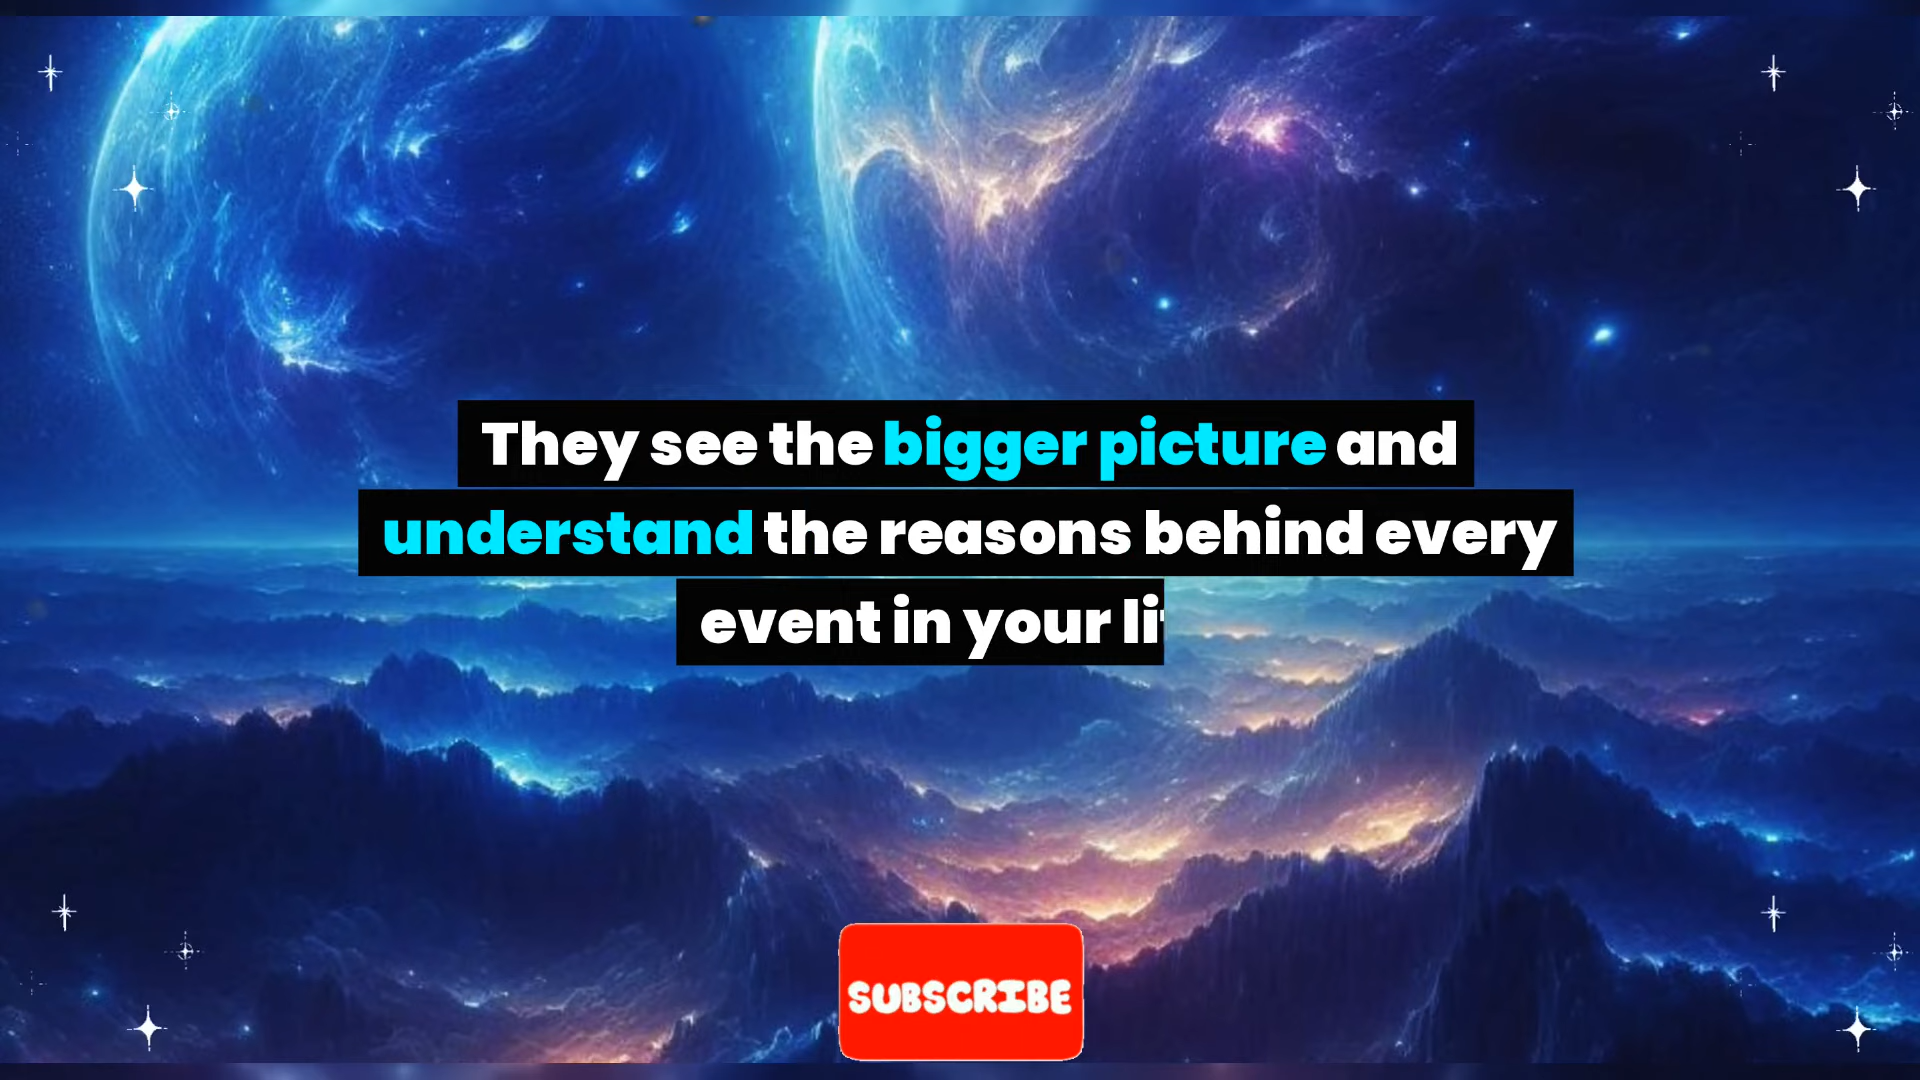 They see the bigger picture and
understand the reasons behind every
event in your
SUBSCRIBE